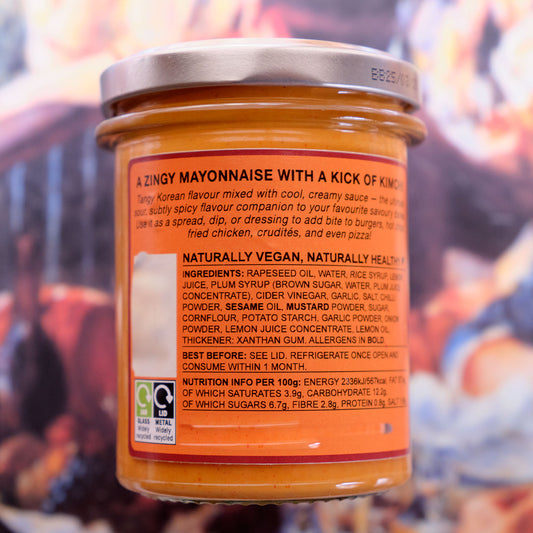 BB25/03
A ZINGY MAYONNAISE WITH A KICK OF KIMCHI
Tangy Korean flavour mixed with cool, creamy sauce – the
sour, subtly spicy flavour companion to your favourite savoury
Use it as a spread, dip, or dressing to add bite to burgers, hot
fried chicken, crudités, and even pizza!
NATURALLY VEGAN, NATURALLY HEALTHY
INGREDIENTS: RAPESEED OIL, WATER, RICE SYRUP, LEMON
JUICE, PLUM SYRUP (BROWN SUGAR, WATER, PLUM JUICE
CONCENTRATE), CIDER VINEGAR, GARLIC, SALT, CHILLI
POWDER, SESAME OIL, MUSTARD POWDER, SUGAR,
CORNFLOUR, POTATO STARCH, GARLIC POWDER, ONION
POWDER, LEMON JUICE CONCENTRATE, LEMON OIL,
THICKENER: XANTHAN GUM. ALLERGENS IN BOLD.
BEST BEFORE: SEE LID. REFRIGERATE ONCE OPEN AND
CONSUME WITHIN 1 MONTH.
NUTRITION INFO PER 100g: ENERGY 2336kJ/567kcal, FAT
OF WHICH SATURATES 3.9g, CARBOHYDRATE 12.2g,
OF WHICH SUGARS 6.7g, FIBRE 2.8g, PROTEIN 0.8g, SALT
JAR
GLASS
Widely
recycled
LID
METAL
Widely
recycled